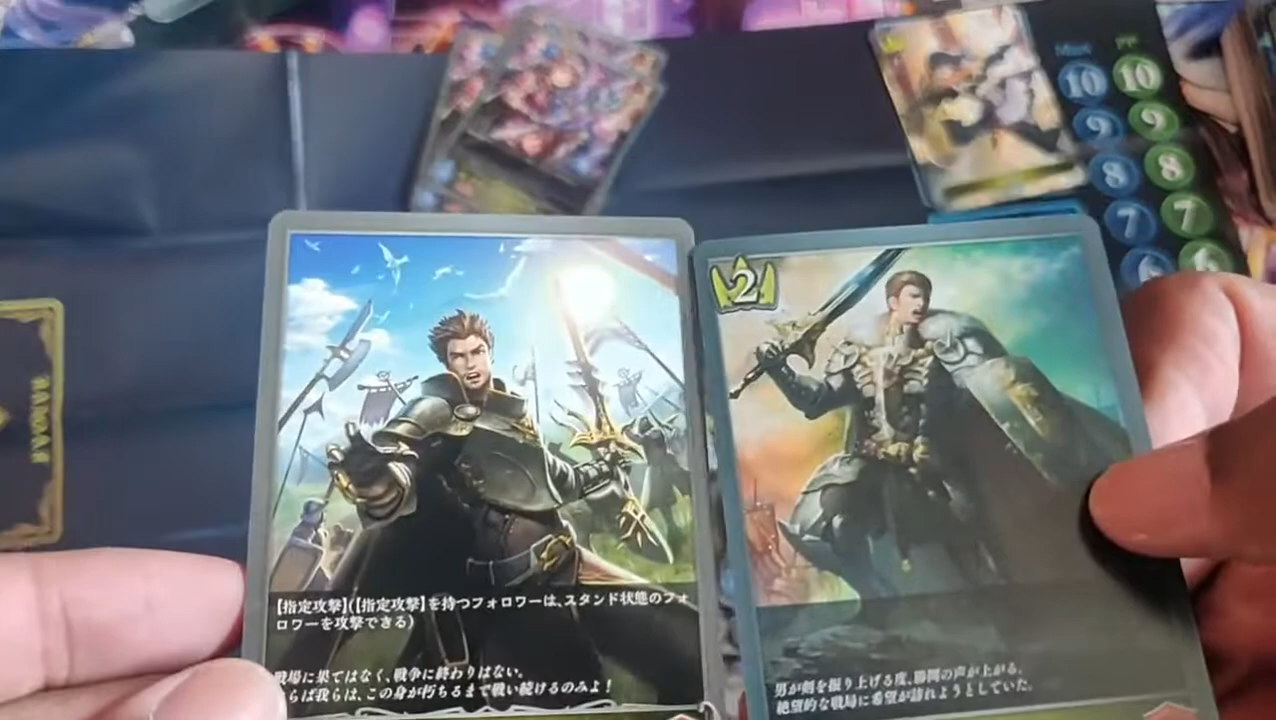 Max
PP
10
10
9
9
8
8
7
7
6
6
2
【指定攻撃】(【指定攻撃】を持つフォロワーは、スタンド状態のフォ
ロワーを攻撃できる)
戦場に果てはなく、戦争に終わりはない。
らば我らは、この身が朽ちるまで戦い続けるのみよ!
男が剣を振り上げる度、勝鬨の声が上がる。
絶望的な戦局に希望が訪れようとしていた。